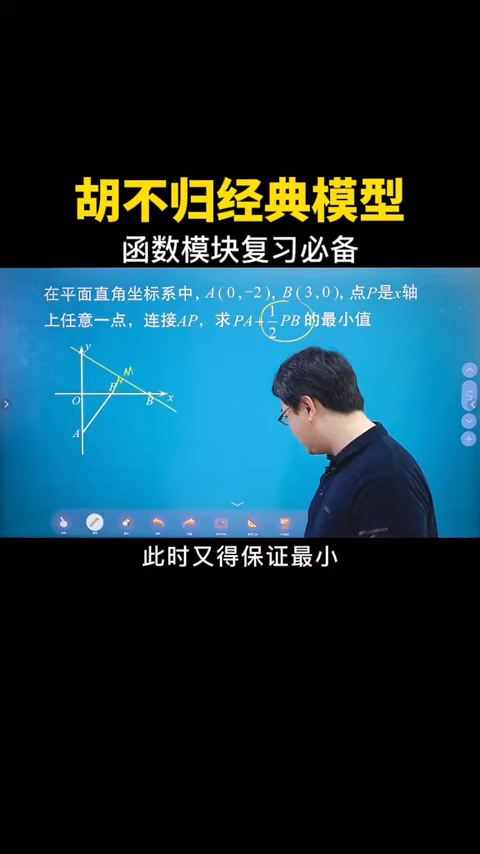 胡不归经典模型
函数模块复习必备
在平面直角坐标系中, A(0,-2), B(3,0), 点P是x轴
上任意一点，连接AP，求PA+\frac{1}{2}PB的最小值
y
M
P
O
B
x
A
此时又得保证最小